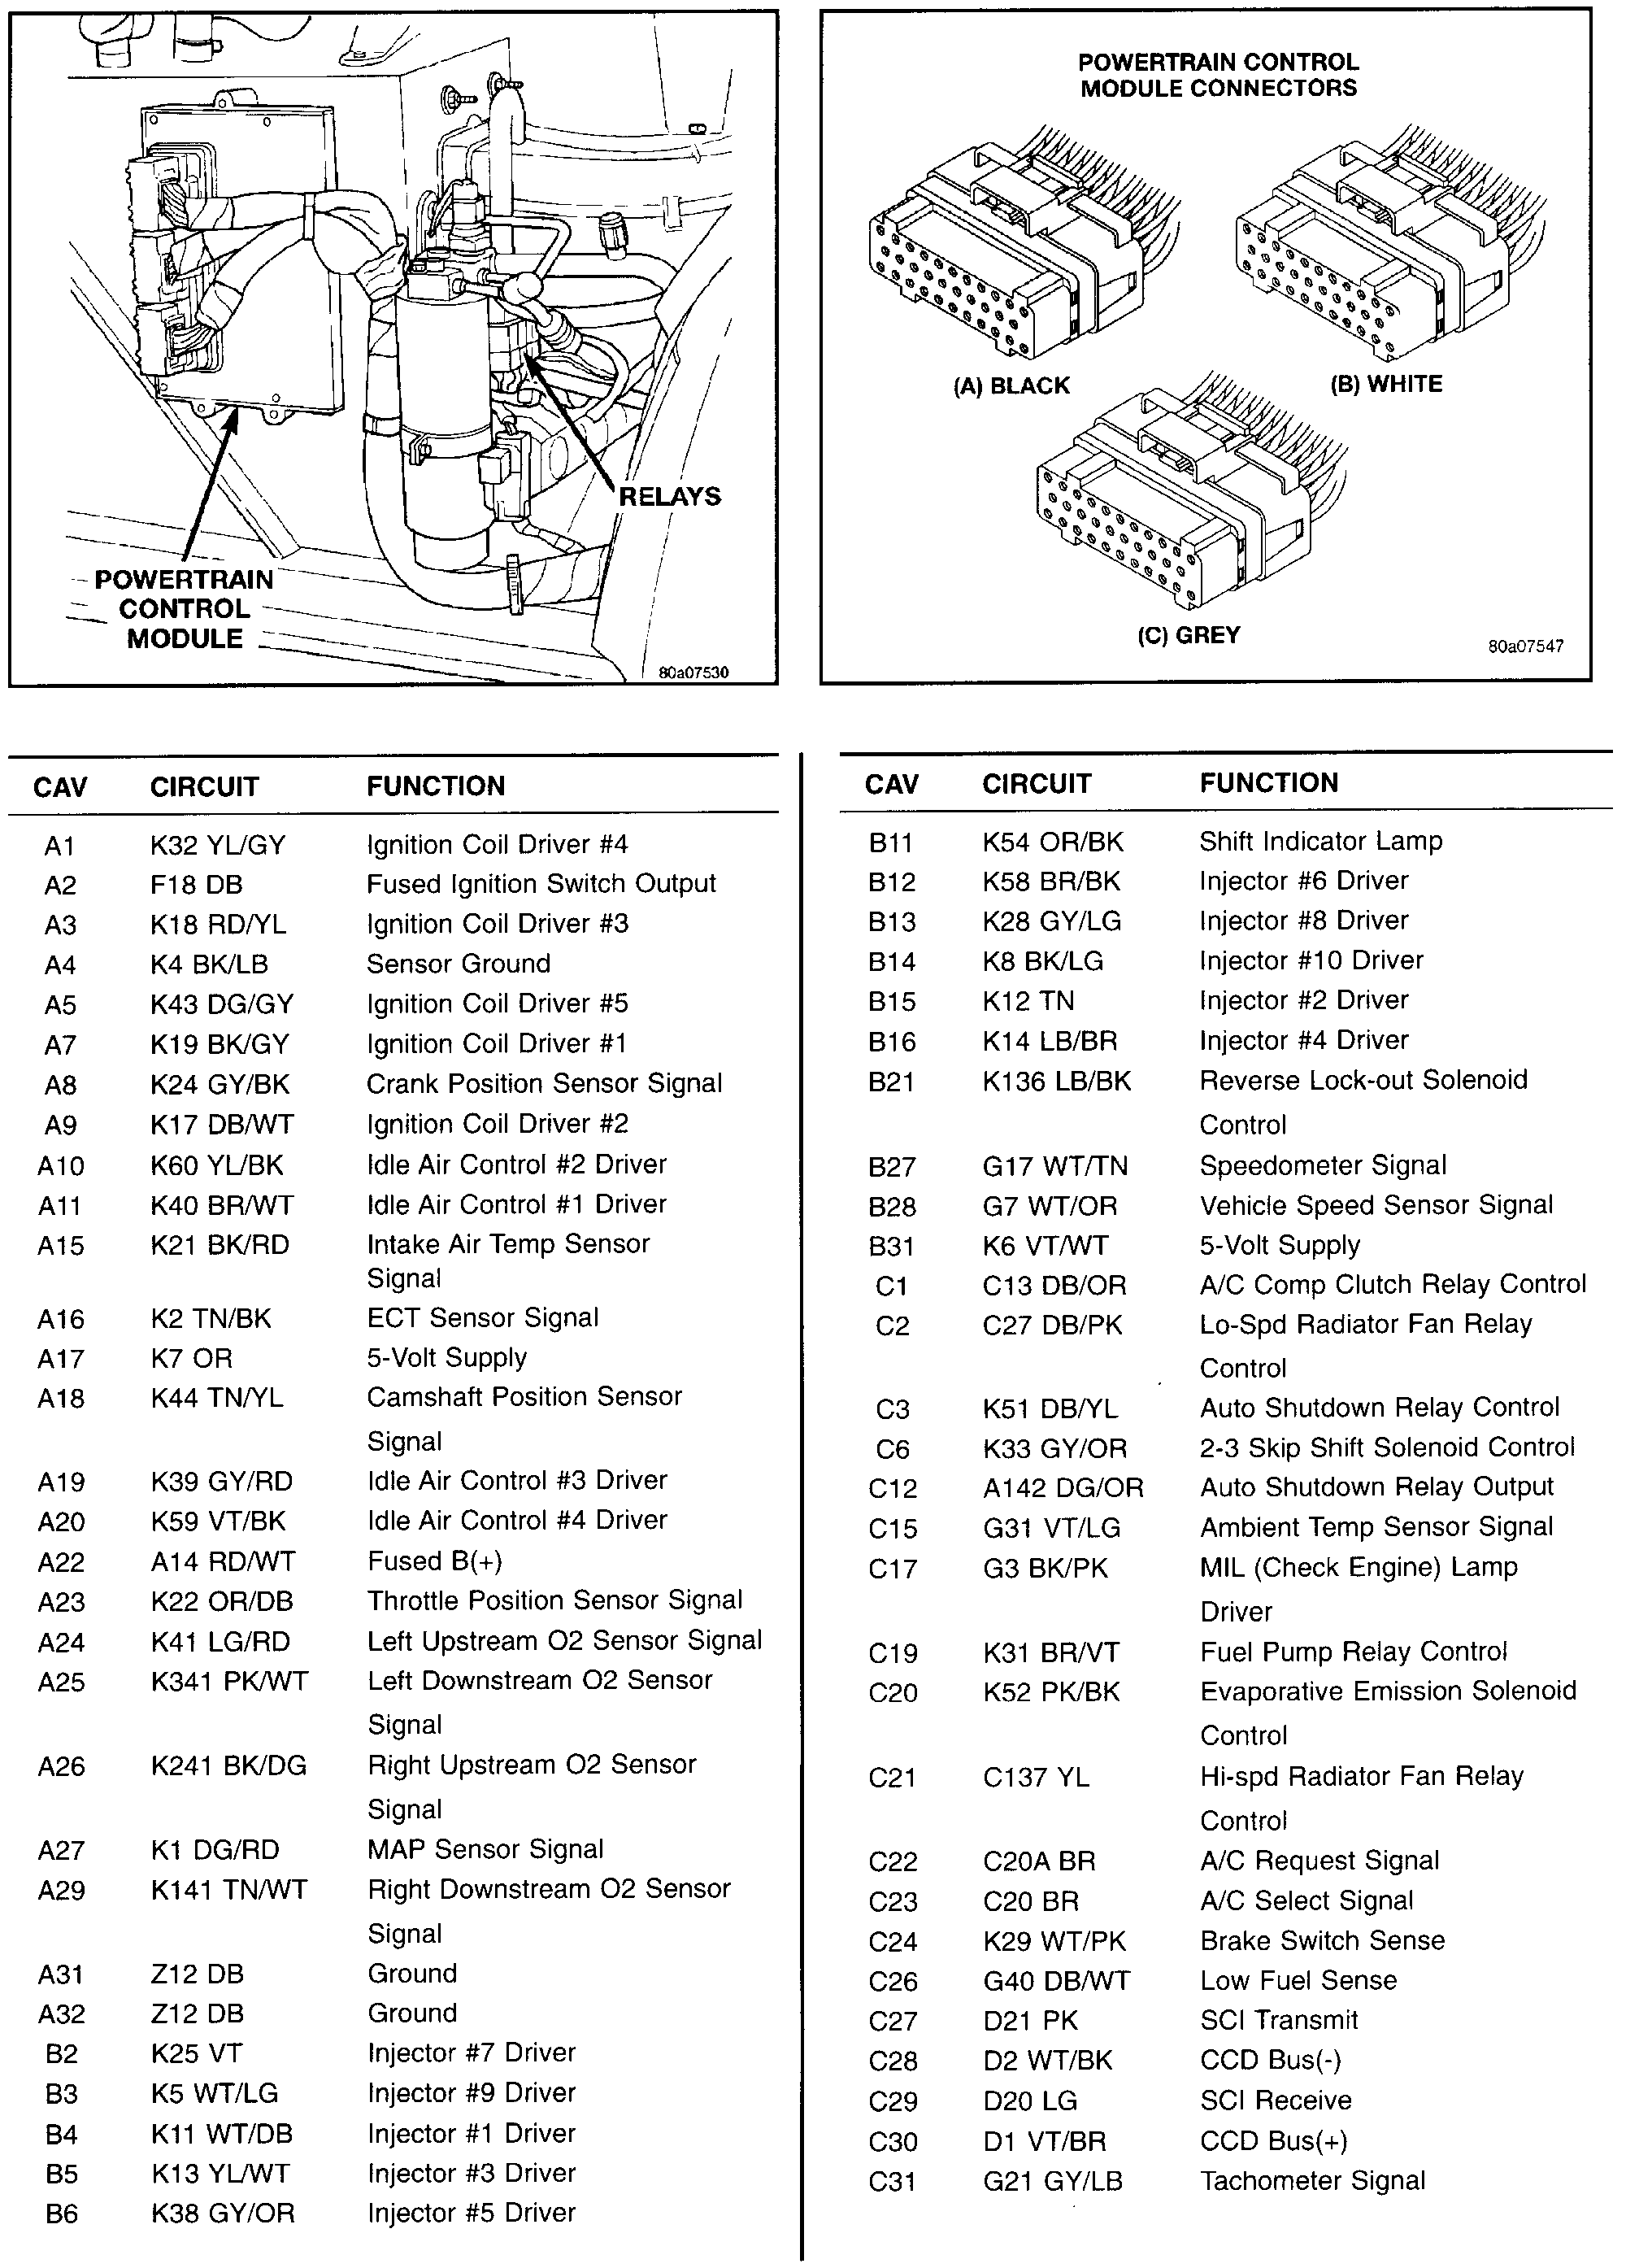 POWERTRAIN
CONTROL
MODULE
RELAYS
80a07530
POWERTRAIN CONTROL
MODULE CONNECTORS
(A) BLACK
(B) WHITE
(C) GREY
80a07547
CAV CIRCUIT FUNCTION
A1 K32 YL/GY Ignition Coil Driver #4
A2 F18 DB Fused Ignition Switch Output
A3 K18 RD/YL Ignition Coil Driver #3
A4 K4 BK/LB Sensor Ground
A5 K43 DG/GY Ignition Coil Driver #5
A7 K19 BK/GY Ignition Coil Driver #1
A8 K24 GY/BK Crank Position Sensor Signal
A9 K17 DB/WT Ignition Coil Driver #2
A10 K60 YL/BK Idle Air Control #2 Driver
A11 K40 BR/WT Idle Air Control #1 Driver
A15 K21 BK/RD Intake Air Temp Sensor
Signal
A16 K2 TN/BK ECT Sensor Signal
A17 K7 OR 5-Volt Supply
A18 K44 TN/YL Camshaft Position Sensor
Signal
A19 K39 GY/RD Idle Air Control #3 Driver
A20 K59 VT/BK Idle Air Control #4 Driver
A22 A14 RD/WT Fused B(+)
A23 K22 OR/DB Throttle Position Sensor Signal
A24 K41 LG/RD Left Upstream O2 Sensor Signal
A25 K341 PK/WT Left Downstream O2 Sensor
Signal
A26 K241 BK/DG Right Upstream O2 Sensor
Signal
A27 K1 DG/RD MAP Sensor Signal
A29 K141 TN/WT Right Downstream O2 Sensor
Signal
A31 Z12 DB Ground
A32 Z12 DB Ground
B2 K25 VT Injector #7 Driver
B3 K5 WT/LG Injector #9 Driver
B4 K11 WT/DB Injector #1 Driver
B5 K13 YL/WT Injector #3 Driver
B6 K38 GY/OR Injector #5 Driver
CAV CIRCUIT FUNCTION
B11 K54 OR/BK Shift Indicator Lamp
B12 K58 BR/BK Injector #6 Driver
B13 K28 GY/LG Injector #8 Driver
B14 K8 BK/LG Injector #10 Driver
B15 K12 TN Injector #2 Driver
B16 K14 LB/BR Injector #4 Driver
B21 K136 LB/BK Reverse Lock-out Solenoid
Control
B27 G17 WT/TN Speedometer Signal
B28 G7 WT/OR Vehicle Speed Sensor Signal
B31 K6 VT/WT 5-Volt Supply
C1 C13 DB/OR A/C Comp Clutch Relay Control
C2 C27 DB/PK Lo-Spd Radiator Fan Relay
Control
C3 K51 DB/YL Auto Shutdown Relay Control
C6 K33 GY/OR 2-3 Skip Shift Solenoid Control
C12 A142 DG/OR Auto Shutdown Relay Output
C15 G31 VT/LG Ambient Temp Sensor Signal
C17 G3 BK/PK MIL (Check Engine) Lamp
Driver
C19 K31 BR/VT Fuel Pump Relay Control
C20 K52 PK/BK Evaporative Emission Solenoid
Control
C21 C137 YL Hi-spd Radiator Fan Relay
Control
C22 C20A BR A/C Request Signal
C23 C20 BR A/C Select Signal
C24 K29 WT/PK Brake Switch Sense
C26 G40 DB/WT Low Fuel Sense
C27 D21 PK SCI Transmit
C28 D2 WT/BK CCD Bus(-)
C29 D20 LG SCI Receive
C30 D1 VT/BR CCD Bus(+)
C31 G21 GY/LB Tachometer Signal